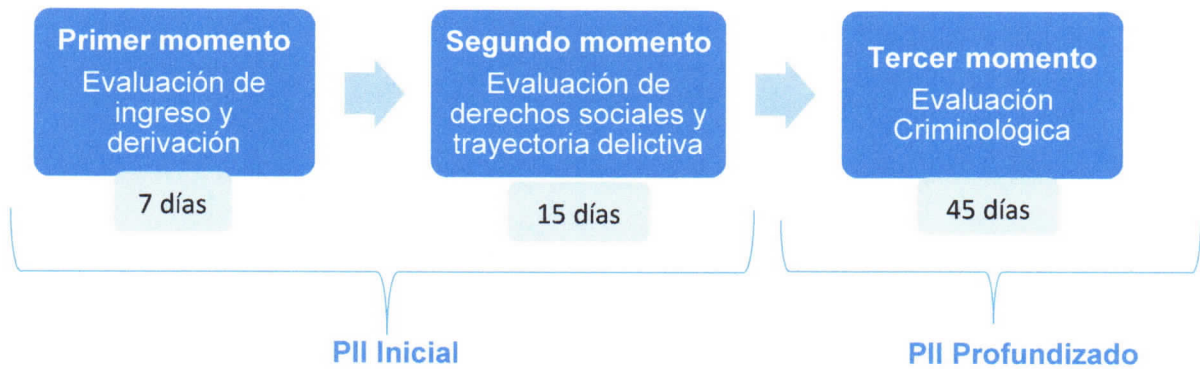 Primer momento
Evaluación de
ingreso y
derivación
7 días
Segundo momento
Evaluación de
derechos sociales y
trayectoria delictiva
15 días
Tercer momento
Evaluación
Criminológica
45 días
PII Inicial
PII Profundizado